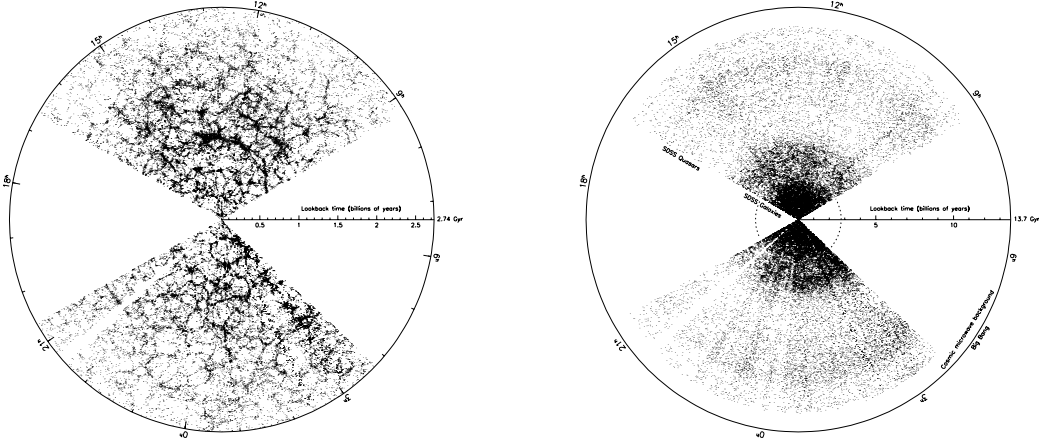 12h
15h
9h
18h
Lookback time (billions of years)
0.5 1 1.5 2 2.5 2.74 Gyr
6h
21h
3h
0h
12h
15h
9h
SDSS Quasars
18h
SDSS Galaxies
Lookback time (billions of years)
5 10 13.7 Gyr
6h
Cosmic microwave background
Big Bang
21h
3h
0h